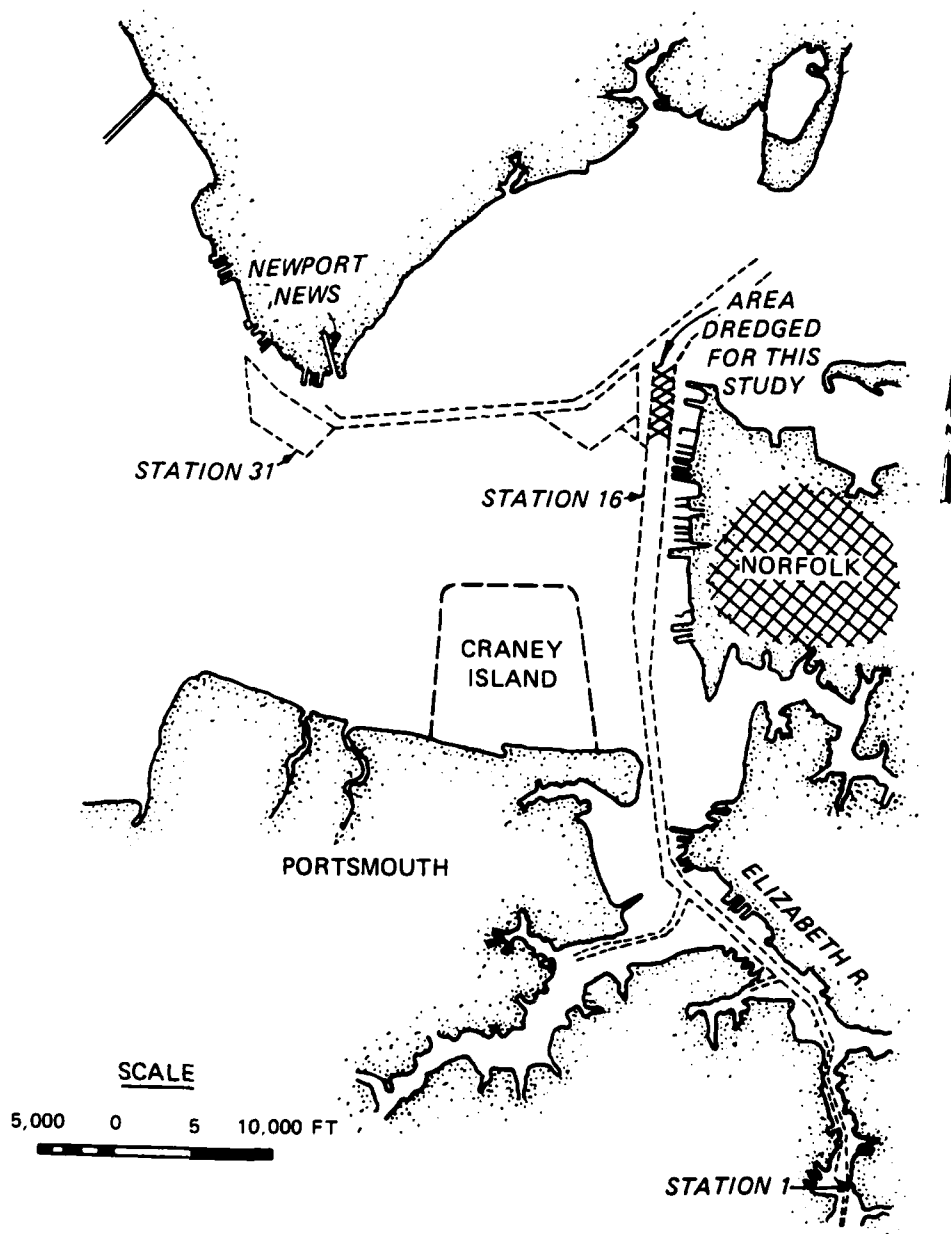 NEWPORT
NEWS
AREA
DREDGED
FOR THIS
STUDY
STATION 31
STATION 16
NORFOLK
CRANEY
ISLAND
PORTSMOUTH
ELIZABETH R.
SCALE
5,000 0 5 10,000 FT
STATION 1